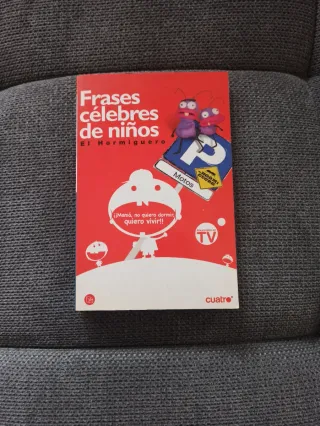 Frases
célebres
de niños
El Hormiguero
P
Motos
¡¡Mamá, no quiero dormir,
quiero vivir!!
TV
cuatro°